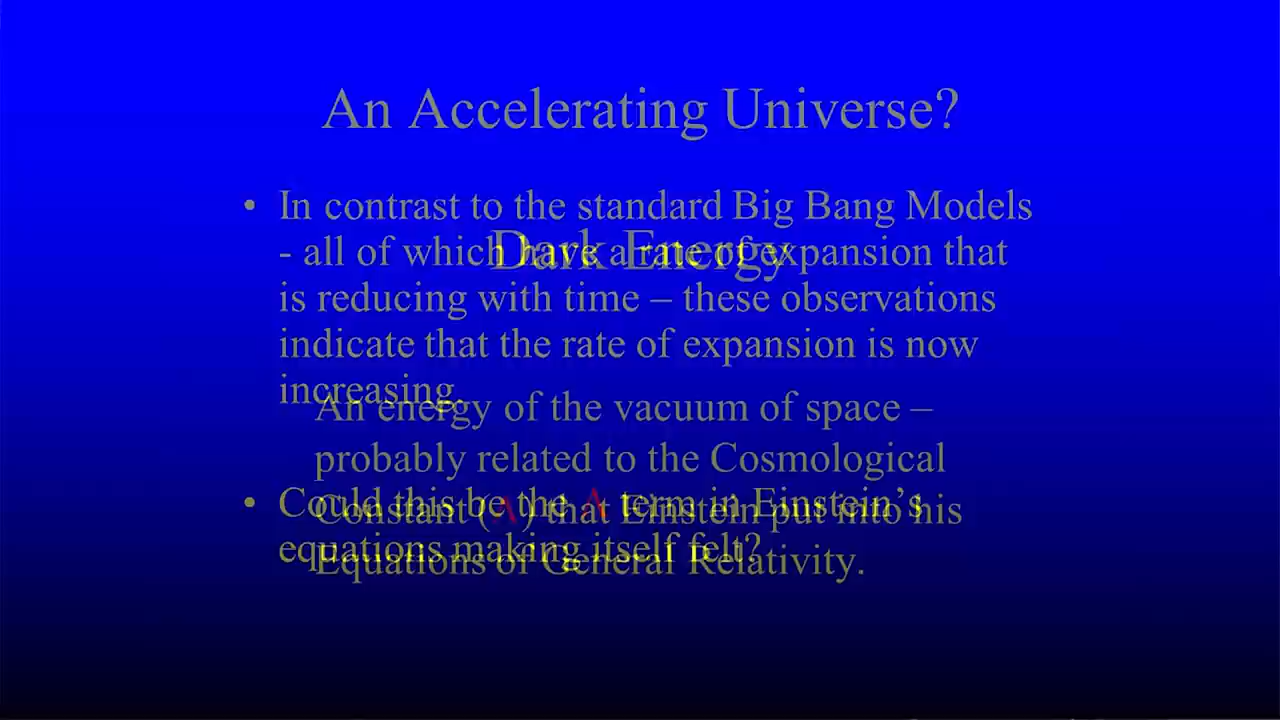 An Accelerating Universe?
• In contrast to the standard Big Bang Models
- all of which have a rate of expansion that
is reducing with time – these observations
indicate that the rate of expansion is now
increasing.
• Could this be the Λ term in Einstein’s
equations making itself felt?
Dark Energy
An energy of the vacuum of space –
probably related to the Cosmological
Constant (Λ) that Einstein put into his
Equations of General Relativity.